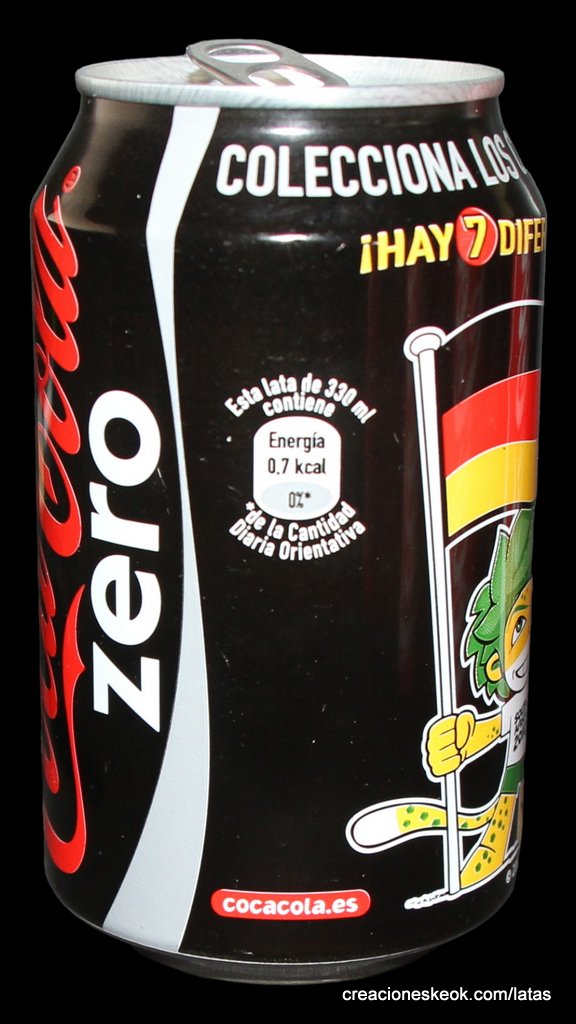 COLECCIONA LOS
¡HAY 7
Coca-Cola®
zero
Esta lata de 330 ml
contiene
Energía
0,7 kcal
0%*
*de la Cantidad
Diaria Orientativa
cocacola.es
creacioneskeok.com/latas